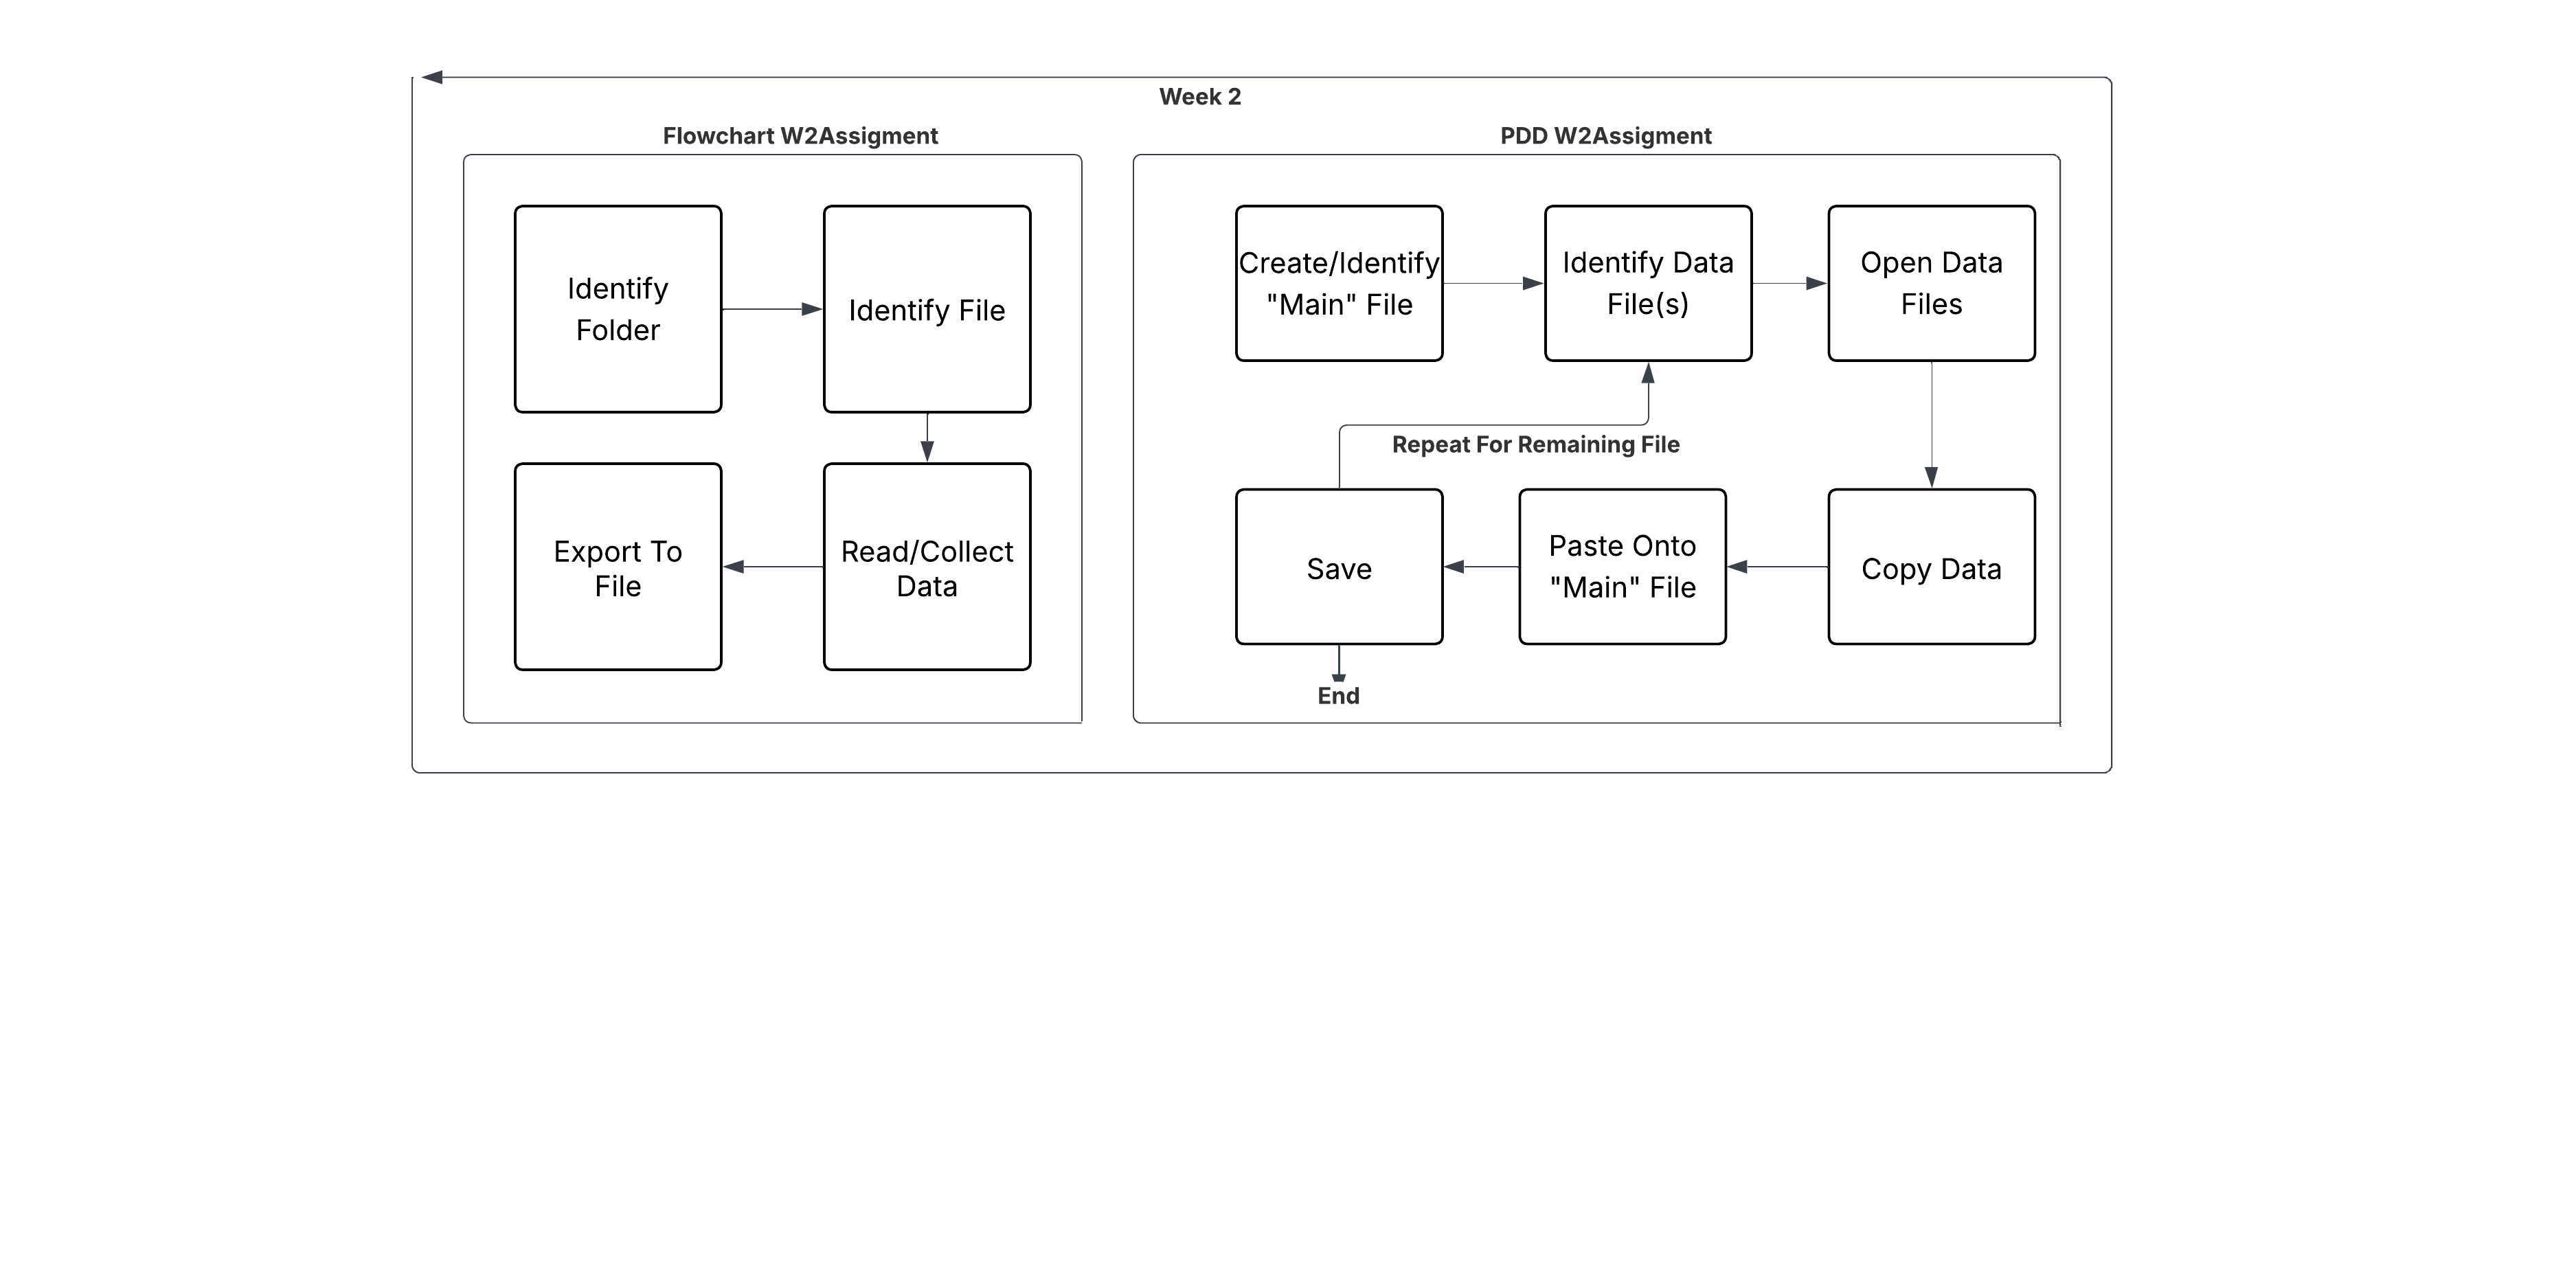 Week 2
Flowchart W2Assigment
Identify
Folder
Identify File
Export To
File
Read/Collect
Data
PDD W2Assigment
Create/Identify
"Main" File
Identify Data
File(s)
Open Data
Files
Repeat For Remaining File
Save
Paste Onto
"Main" File
Copy Data
End